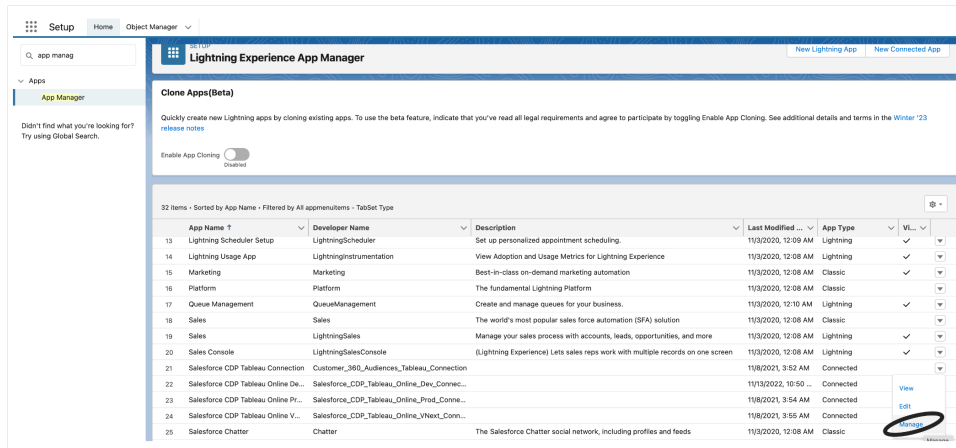 Setup Home Object Manager
app manag
Apps
App Manager
Didn't find what you're looking for?
Try using Global Search.
SETUP
Lightning Experience App Manager
New Lightning App New Connected App
Clone Apps(Beta)
Quickly create new Lightning apps by cloning existing apps. To use the beta feature, indicate that you've read all legal requirements and agree to participate by toggling Enable App Cloning. See additional details and terms in the Winter '23
release notes
Enable App Cloning
Disabled
32 items • Sorted by App Name • Filtered by All appmenuitems - TabSet Type
App Name ↑ Developer Name Description Last Modified ... App Type Vi...
13 Lightning Scheduler Setup LightningScheduler Set up personalized appointment scheduling. 11/3/2020, 12:09 AM Lightning
14 Lightning Usage App LightningInstrumentation View Adoption and Usage Metrics for Lightning Experience 11/3/2020, 12:08 AM Lightning
15 Marketing Marketing Best-in-class on-demand marketing automation 11/3/2020, 12:08 AM Classic
16 Platform Platform The fundamental Lightning Platform 11/3/2020, 12:08 AM Classic
17 Queue Management QueueManagement Create and manage queues for your business. 11/3/2020, 12:10 AM Lightning
18 Sales Sales The world's most popular sales force automation (SFA) solution 11/3/2020, 12:08 AM Classic
19 Sales LightningSales Manage your sales process with accounts, leads, opportunities, and more 11/3/2020, 12:08 AM Lightning
20 Sales Console LightningSalesConsole (Lightning Experience) Lets sales reps work with multiple records on one screen 11/3/2020, 12:08 AM Lightning
21 Salesforce CDP Tableau Connection Customer_360_Audiences_Tableau_Connection 11/8/2021, 3:52 AM Connected
22 Salesforce CDP Tableau Online De... Salesforce_CDP_Tableau_Online_Dev_Connec... 11/13/2022, 10:50 ... Connected
23 Salesforce CDP Tableau Online Pr... Salesforce_CDP_Tableau_Online_Prod_Conne... 11/8/2021, 3:54 AM Connected
24 Salesforce CDP Tableau Online V... Salesforce_CDP_Tableau_Online_VNext_Conn... 11/8/2021, 3:55 AM Connected
25 Salesforce Chatter Chatter The Salesforce Chatter social network, including profiles and feeds 11/3/2020, 12:08 AM Classic
View
Edit
Manage
Manage